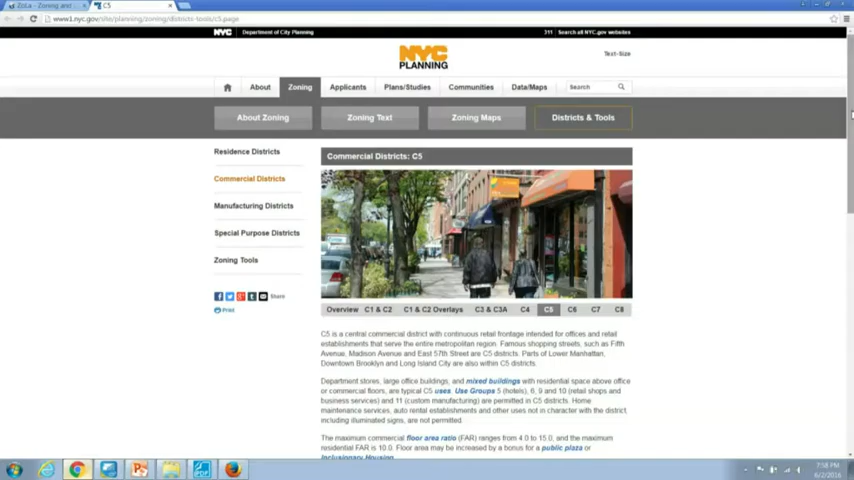 ZoLa - Zoning and
C5
www1.nyc.gov/site/planning/zoning/districts-tools/c5.page
NYC Department of City Planning 311 Search all NYC.gov websites
NYC
PLANNING
Text-Size
About Zoning Applicants Plans/Studies Communities Data/Maps Search
About Zoning Zoning Text Zoning Maps Districts & Tools
Residence Districts
Commercial Districts
Manufacturing Districts
Special Purpose Districts
Zoning Tools
Share
Print
Commercial Districts: C5
Overview C1 & C2 C1 & C2 Overlays C3 & C3A C4 C5 C6 C7 C8
C5 is a central commercial district with continuous retail frontage intended for offices and retail
establishments that serve the entire metropolitan region. Famous shopping streets, such as Fifth
Avenue, Madison Avenue and East 57th Street are C5 districts. Parts of Lower Manhattan,
Downtown Brooklyn and Long Island City are also within C5 districts.
Department stores, large office buildings, and mixed buildings with residential space above office
or commercial floors, are typical C5 uses. Use Groups 5 (hotels), 6, 9 and 10 (retail shops and
business services) and 11 (custom manufacturing) are permitted in C5 districts. Home
maintenance services, auto rental establishments and other uses not in character with the district,
including illuminated signs, are not permitted.
The maximum commercial floor area ratio (FAR) ranges from 4.0 to 15.0, and the maximum
residential FAR is 10.0. Floor area may be increased by a bonus for a public plaza or
Inclusionary Housing.
7:58 PM
6/2/2016